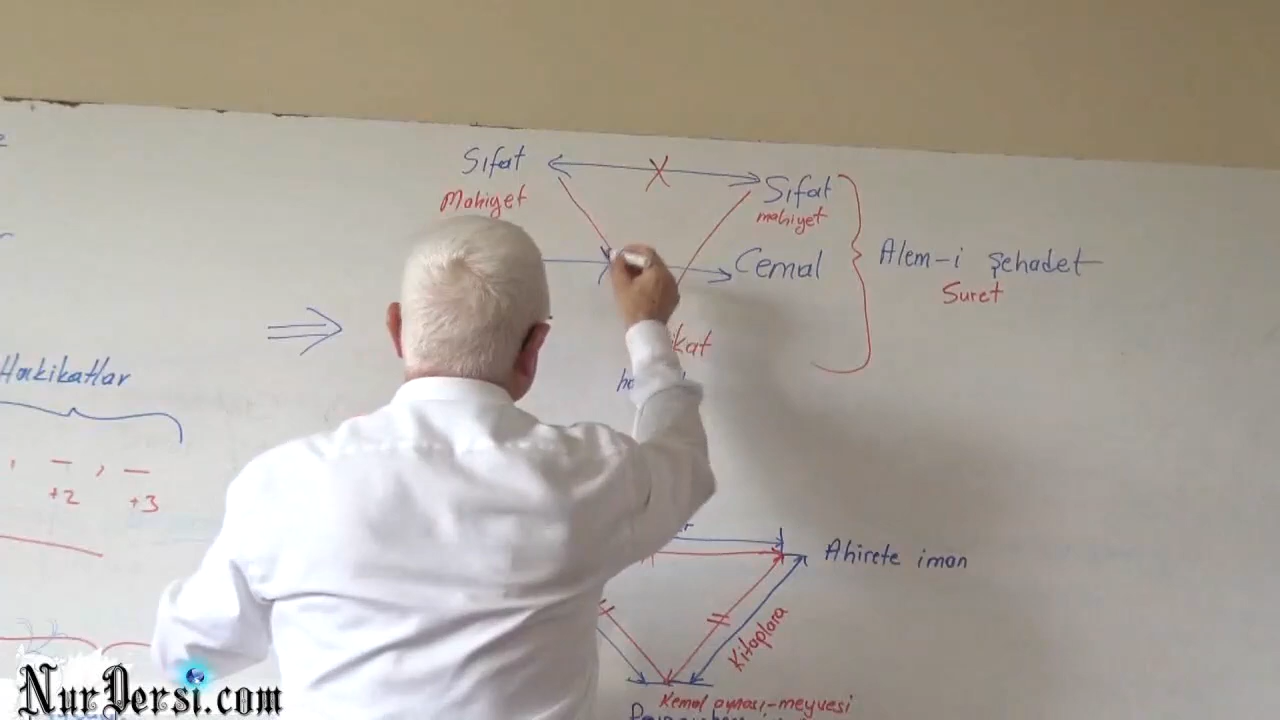 Sıfat
Mahiyet
Sıfat
mahiyet
Cemal
Alem-i şehadet
Suret
Hakikatlar
+2
+3
Ahirete iman
Kitaplara
Kemal aynası-meyvesi
NurDersi.com